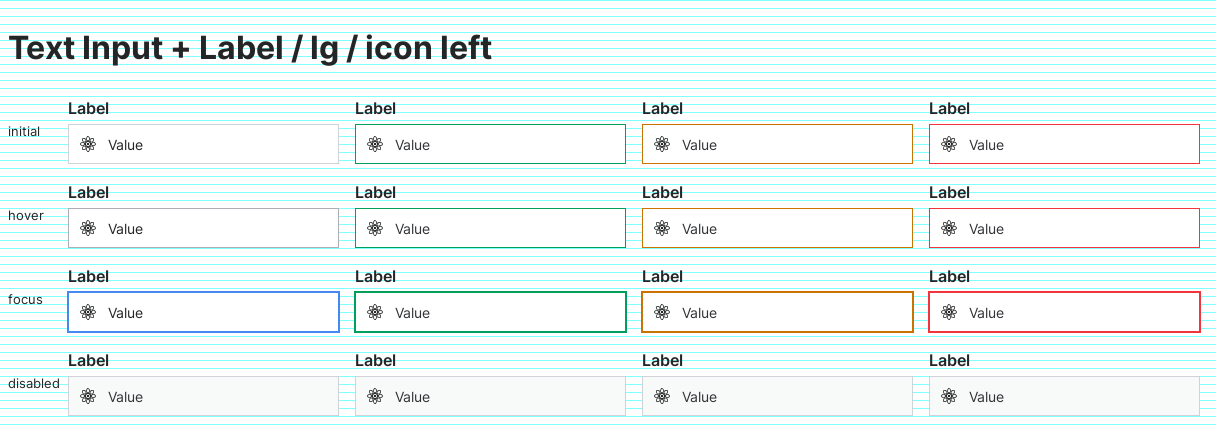 Text Input + Label / lg / icon left
Label Label Label Label
initial Value Value Value Value
Label Label Label Label
hover Value Value Value Value
Label Label Label Label
focus Value Value Value Value
Label Label Label Label
disabled Value Value Value Value